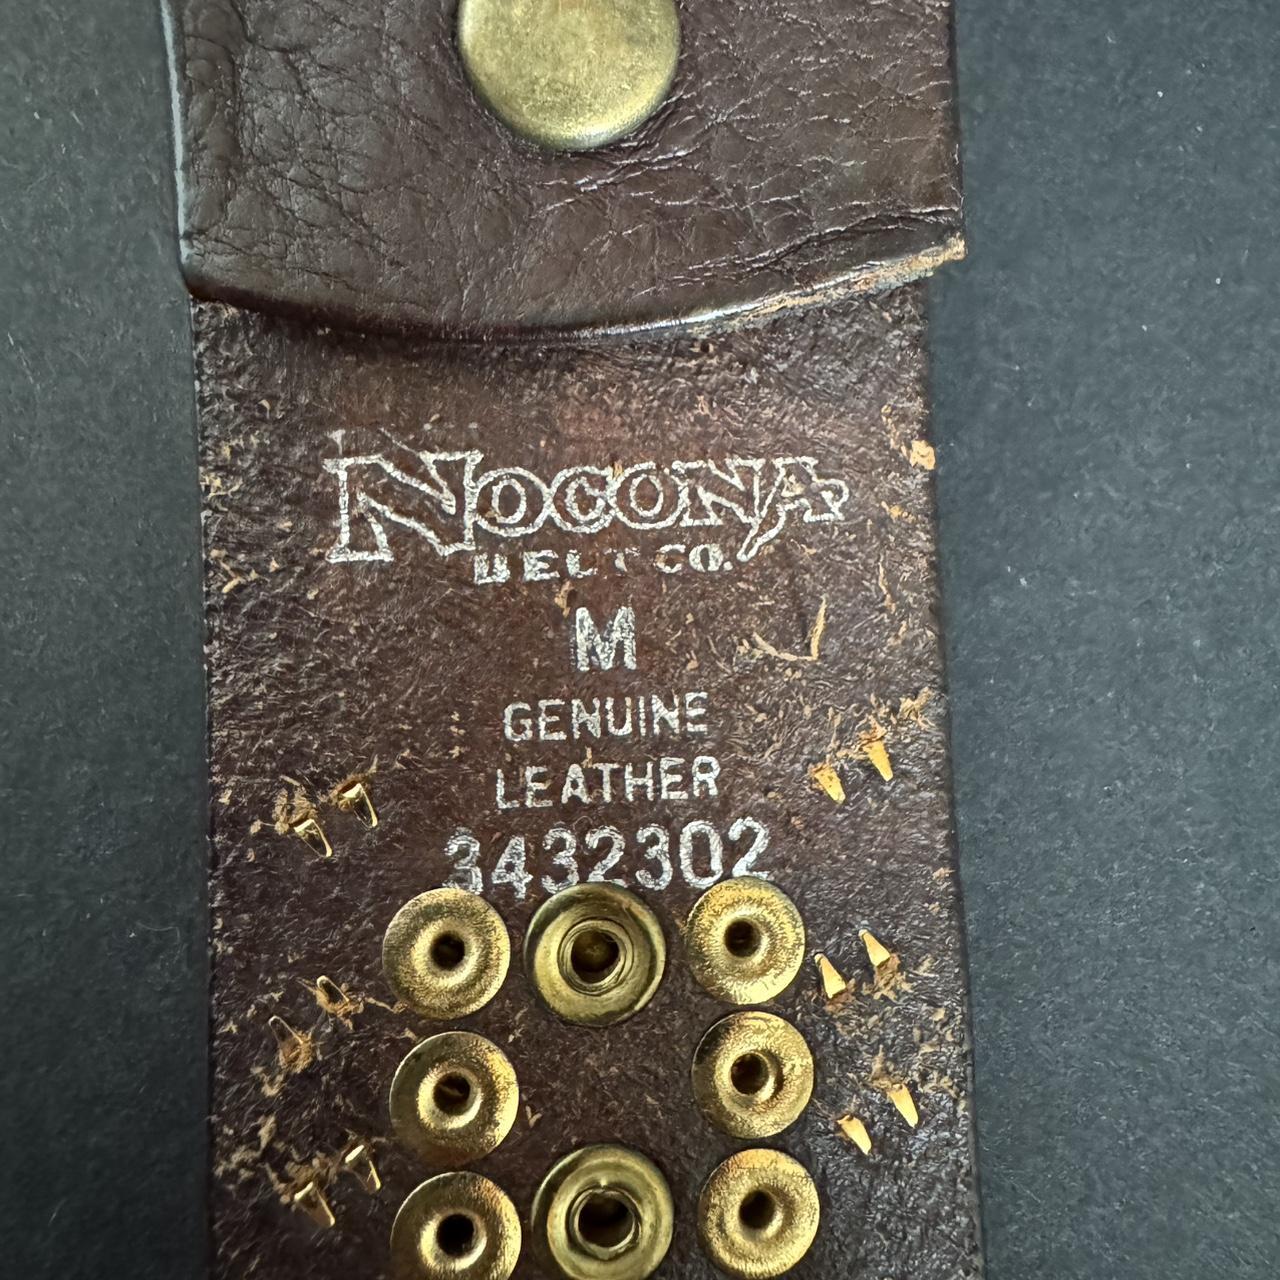 NOCONA
BELT CO.
M
GENUINE
LEATHER
3432302